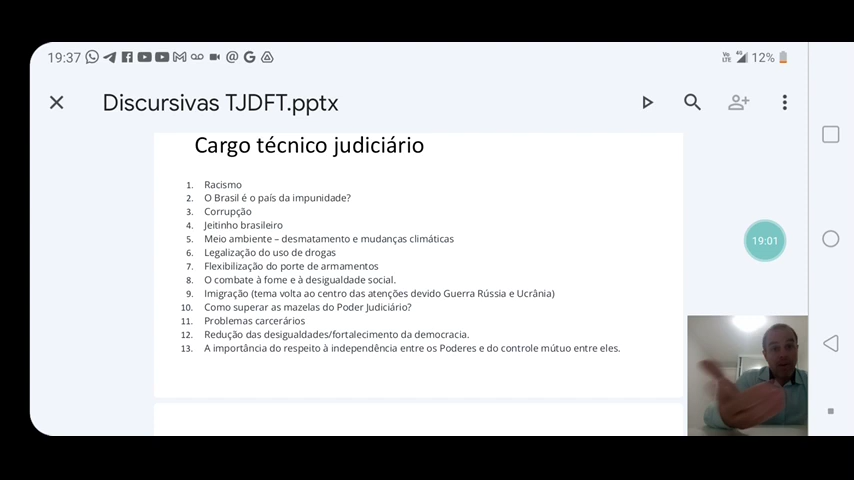 19:37
Vo
LTE
4G
12%
Discursivas TJDFT.pptx
Cargo técnico judiciário
1. Racismo
2. O Brasil é o país da impunidade?
3. Corrupção
4. Jeitinho brasileiro
5. Meio ambiente – desmatamento e mudanças climáticas
6. Legalização do uso de drogas
7. Flexibilização do porte de armamentos
8. O combate à fome e à desigualdade social.
9. Imigração (tema volta ao centro das atenções devido Guerra Rússia e Ucrânia)
10. Como superar as mazelas do Poder Judiciário?
11. Problemas carcerários
12. Redução das desigualdades/fortalecimento da democracia.
13. A importância do respeito à independência entre os Poderes e do controle mútuo entre eles.
19:01